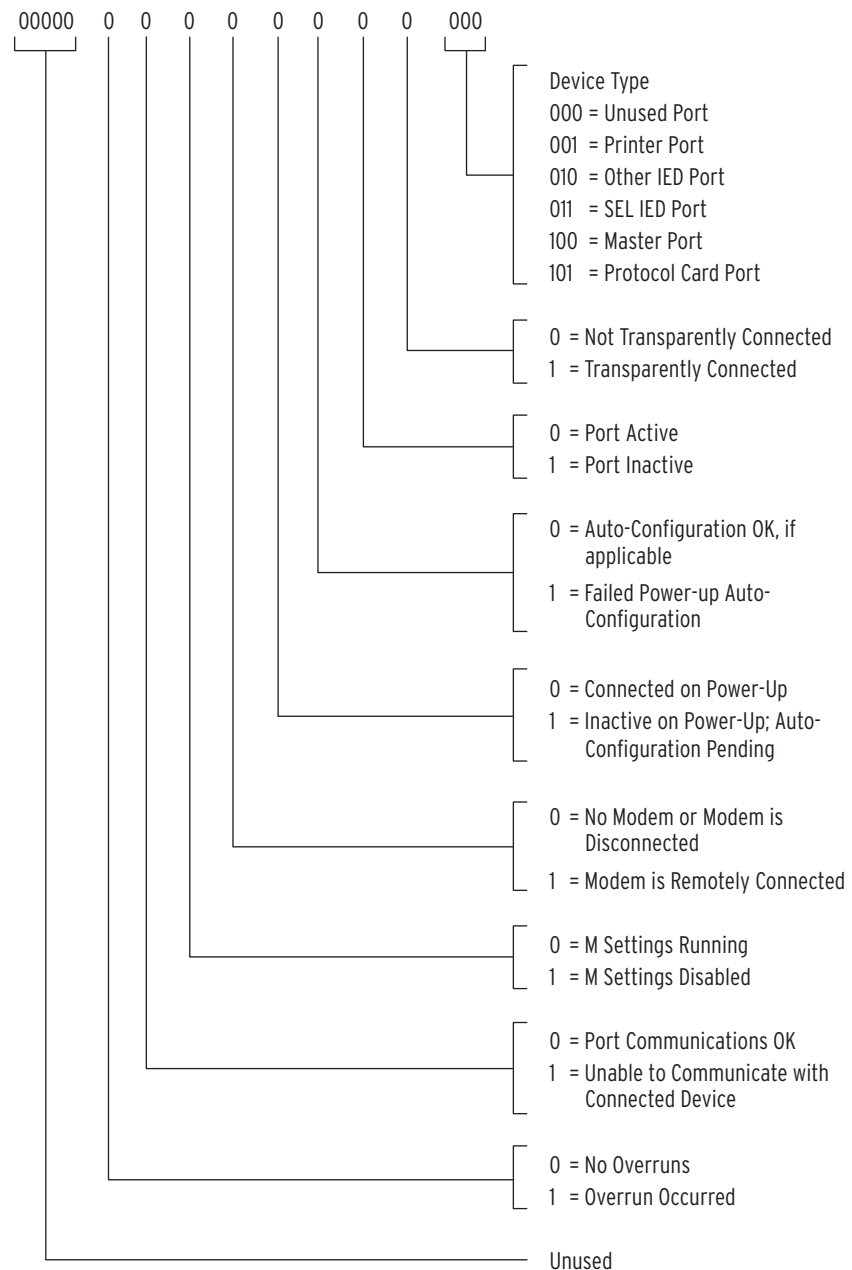 00000 0 0 0 0 0 0 0 0 000
Device Type
000 = Unused Port
001 = Printer Port
010 = Other IED Port
011 = SEL IED Port
100 = Master Port
101 = Protocol Card Port
0 = Not Transparently Connected
1 = Transparently Connected
0 = Port Active
1 = Port Inactive
0 = Auto-Configuration OK, if
applicable
1 = Failed Power-up Auto-
Configuration
0 = Connected on Power-Up
1 = Inactive on Power-Up; Auto-
Configuration Pending
0 = No Modem or Modem is
Disconnected
1 = Modem is Remotely Connected
0 = M Settings Running
1 = M Settings Disabled
0 = Port Communications OK
1 = Unable to Communicate with
Connected Device
0 = No Overruns
1 = Overrun Occurred
Unused